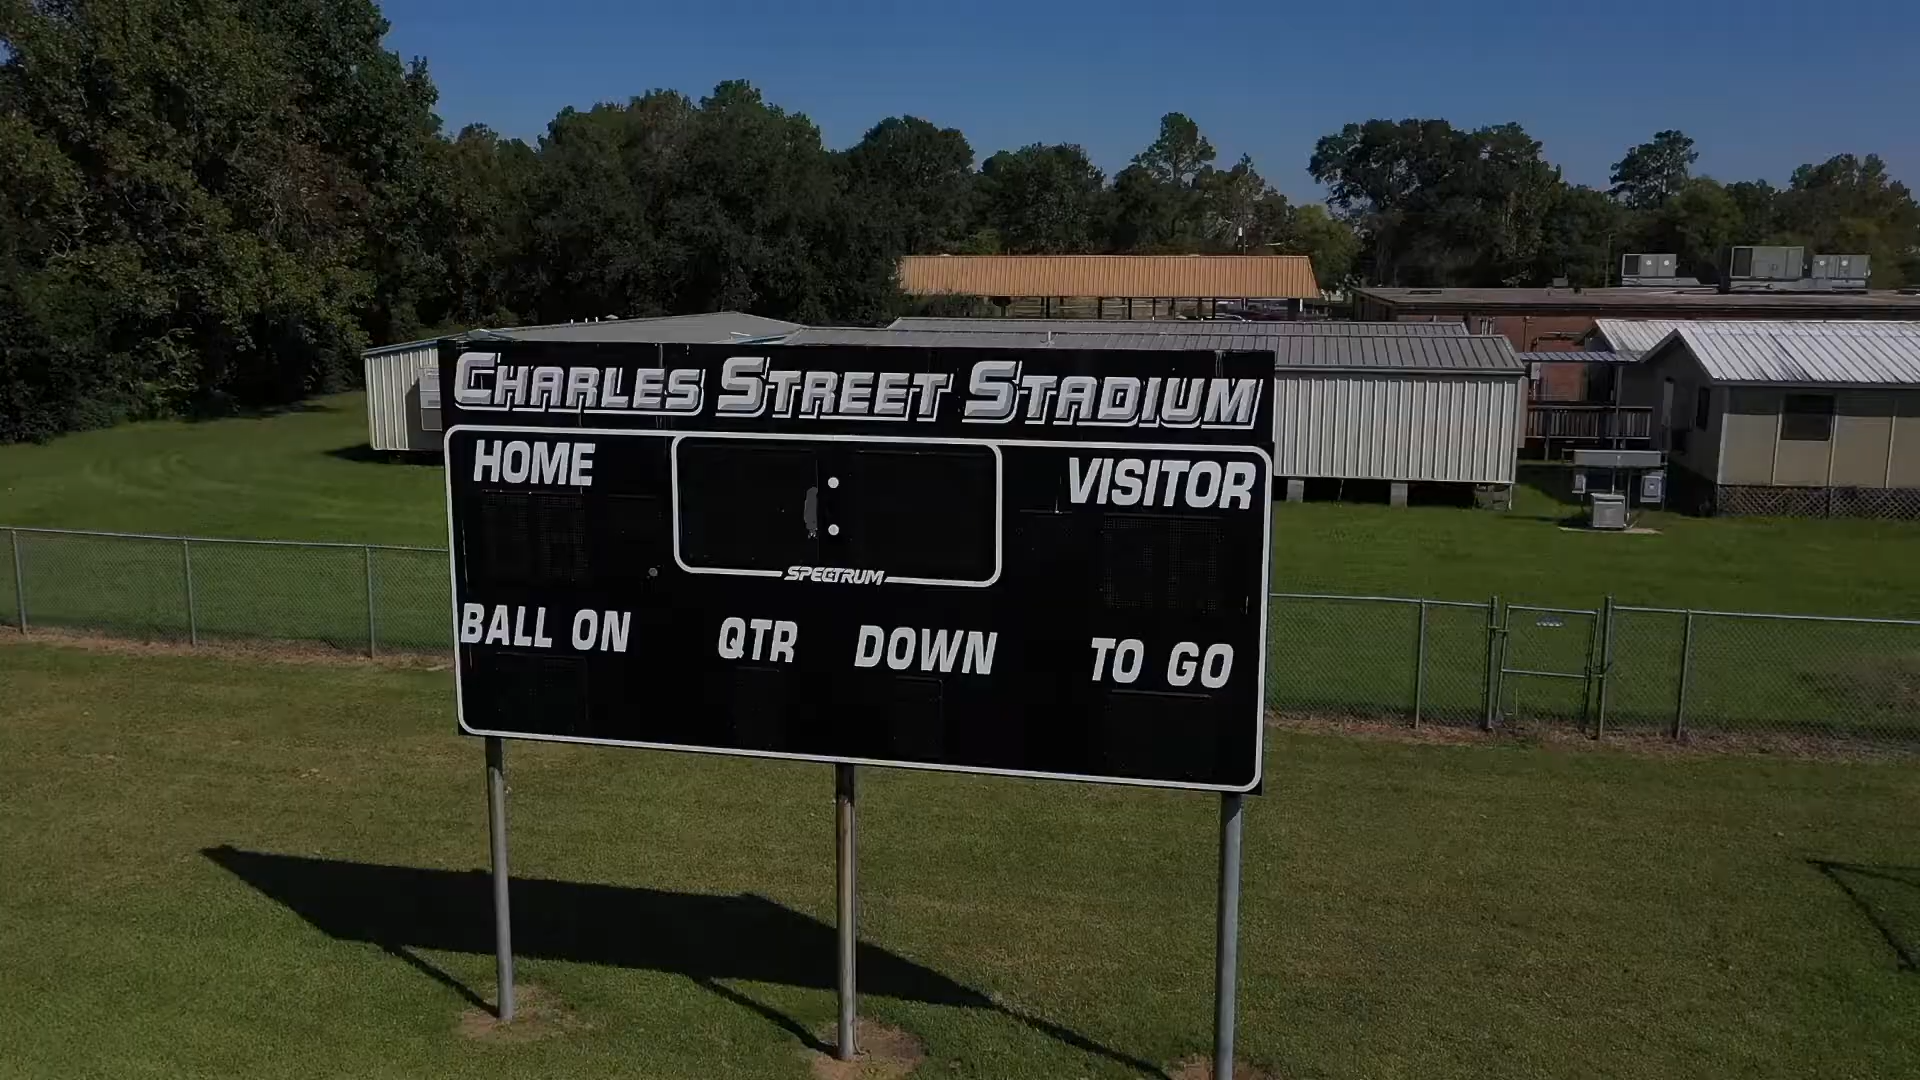 CHARLES STREET STADIUM
HOME
VISITOR
SPECTRUM
BALL ON QTR DOWN TO GO